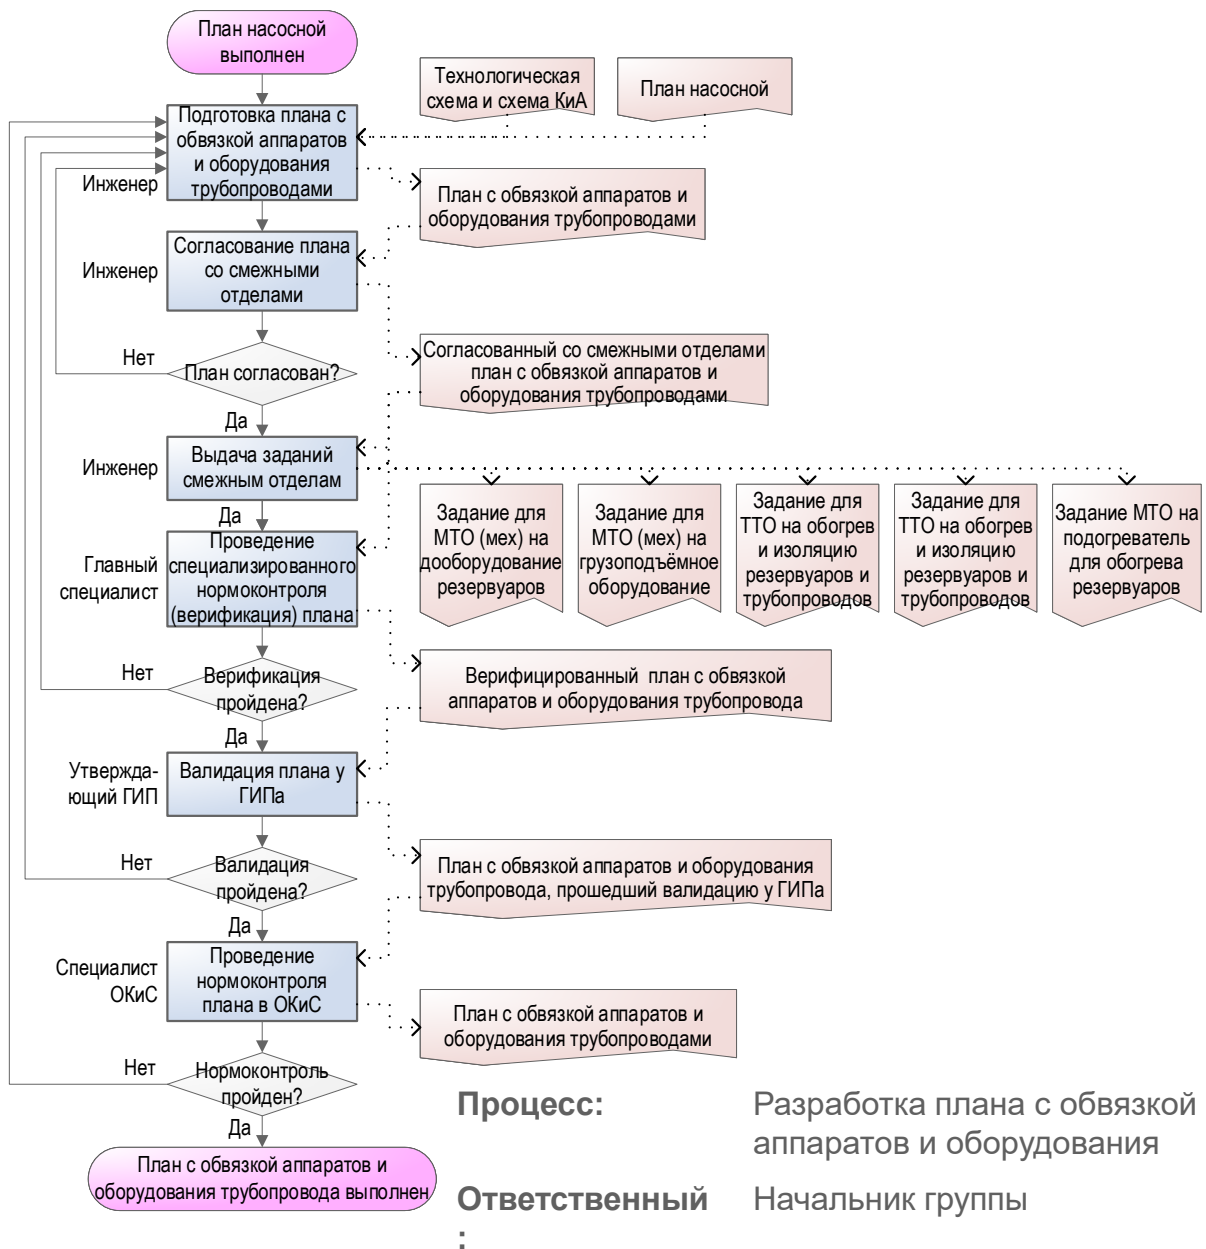 План насосной
выполнен
Технологическая
схема и схема КиА
План насосной
Подготовка плана с
обвязкой аппаратов
и оборудования
трубопроводами
Инженер
План с обвязкой аппаратов и
оборудования трубопроводами
Согласование плана
со смежными
отделами
Инженер
Согласованный со смежными отделами
план с обвязкой аппаратов и
оборудования трубопроводами
Нет
План согласован?
Да
Инженер
Выдача заданий
смежным отделам
Задание для
МТО (мех) на
дооборудование
резервуаров
Задание для
МТО (мех) на
грузоподъёмное
оборудование
Задание для
ТТО на обогрев
и изоляцию
резервуаров и
трубопроводов
Задание для
ТТО на обогрев
и изоляцию
резервуаров и
трубопроводов
Задание МТО на
подогреватель
для обогрева
резервуаров
Да
Главный
специалист
Проведение
специализированного
нормоконтроля
(верификация) плана
Верифицированный план с обвязкой
аппаратов и оборудования трубопровода
Нет
Верификация
пройдена?
Да
Утвержда-
ющий ГИП
Валидация плана у
ГИПа
План с обвязкой аппаратов и оборудования
трубопровода, прошедший валидацию у ГИПа
Нет
Валидация
пройдена?
Да
Специалист
ОКиС
Проведение
нормоконтроля
плана в ОКиС
План с обвязкой аппаратов и
оборудования трубопроводами
Нет
Нормоконтроль
пройден?
Да
План с обвязкой аппаратов и
оборудования трубопровода выполнен
Процесс: Разработка плана с обвязкой
аппаратов и оборудования
Ответственный Начальник группы
: